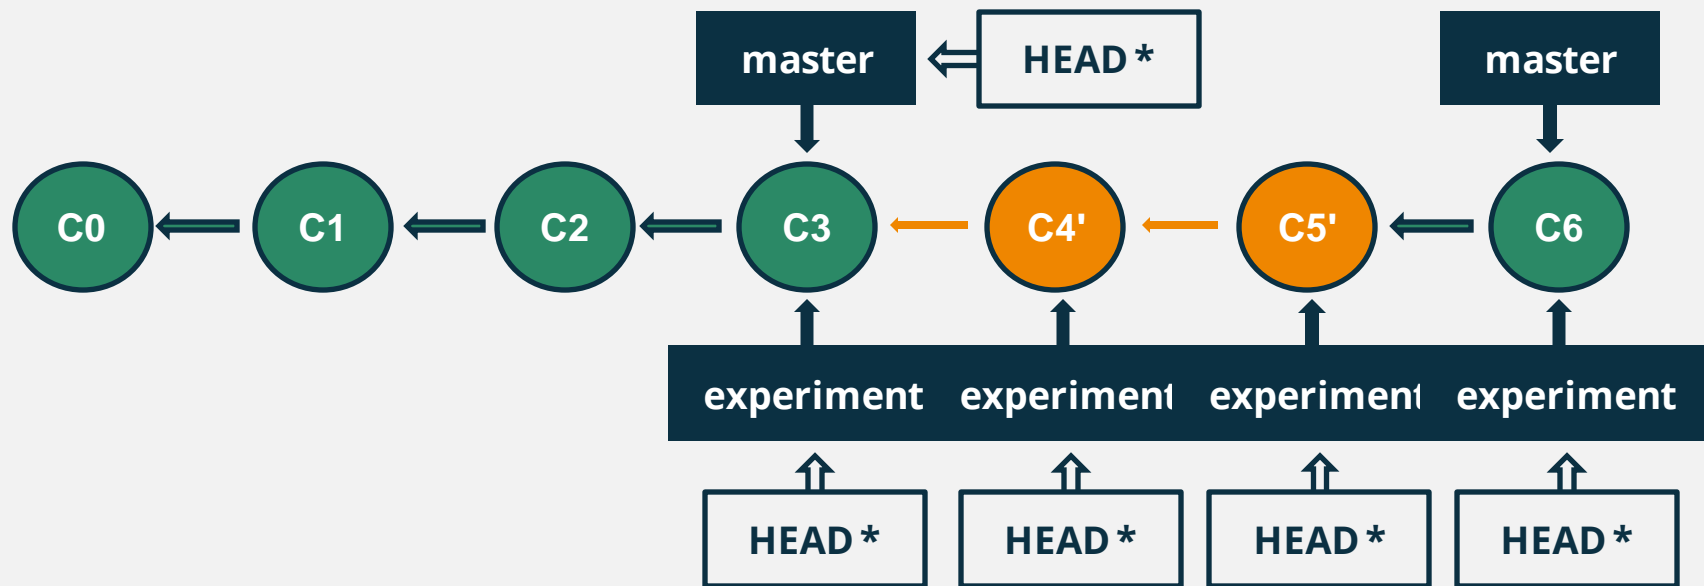 master
HEAD *
master
C0
C1
C2
C3
C4'
C5'
C6
experiment
experiment
experiment
experiment
HEAD *
HEAD *
HEAD *
HEAD *